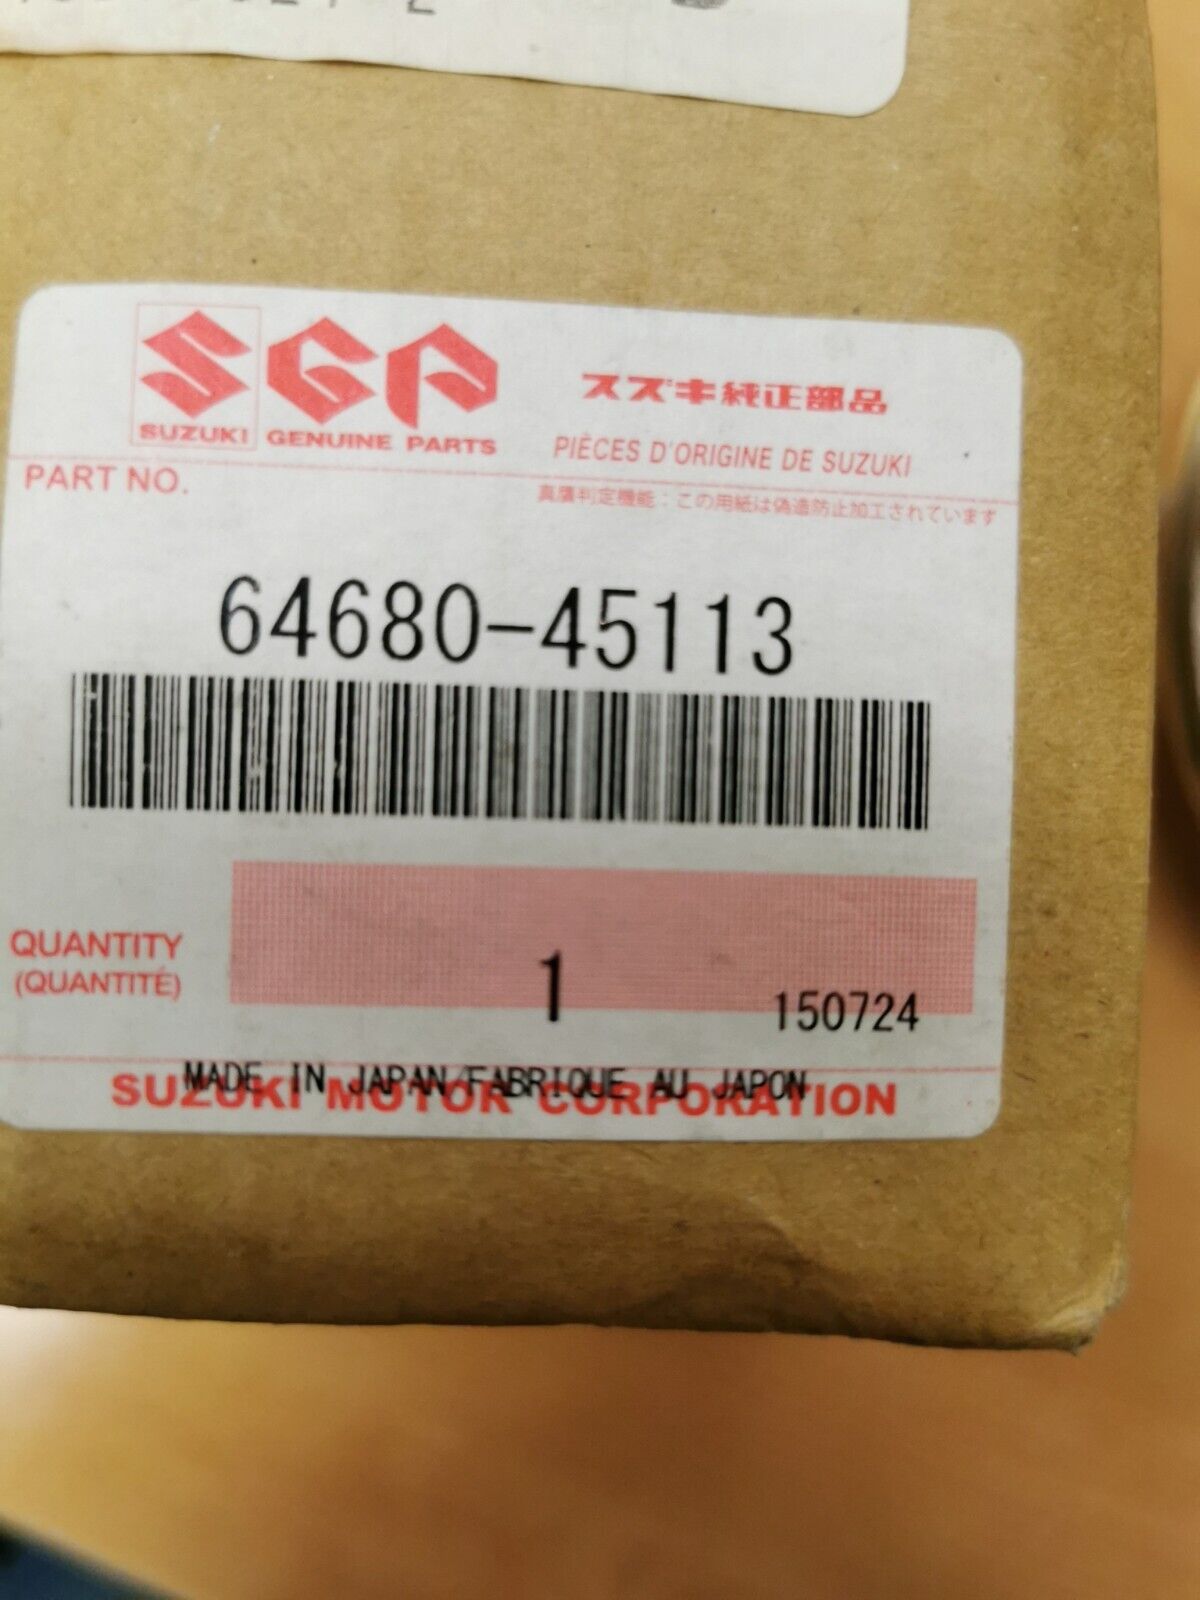 SUZUKI
SGP
GENUINE PARTS
スズキ純正部品
PIÈCES D'ORIGINE DE SUZUKI
PART NO.
真贋判定機能:この用紙は偽造防止加工されています
64680-45113
QUANTITY
(QUANTITÉ)
1
150724
MADE IN JAPAN/FABRIQUE AU JAPON
SUZUKI MOTOR CORPORATION